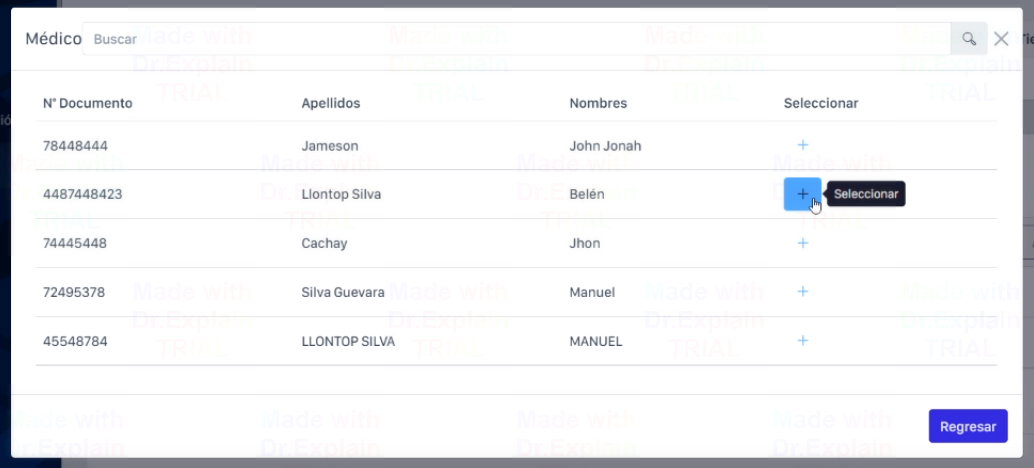 Médico Buscar
N° Documento Apellidos Nombres Seleccionar
78448444 Jameson John Jonah +
4487448423 Llontop Silva Belén + Seleccionar
74445448 Cachay Jhon +
72495378 Silva Guevara Manuel +
45548784 LLONTOP SILVA MANUEL +
Regresar
Made with
Dr.Explain
TRIAL